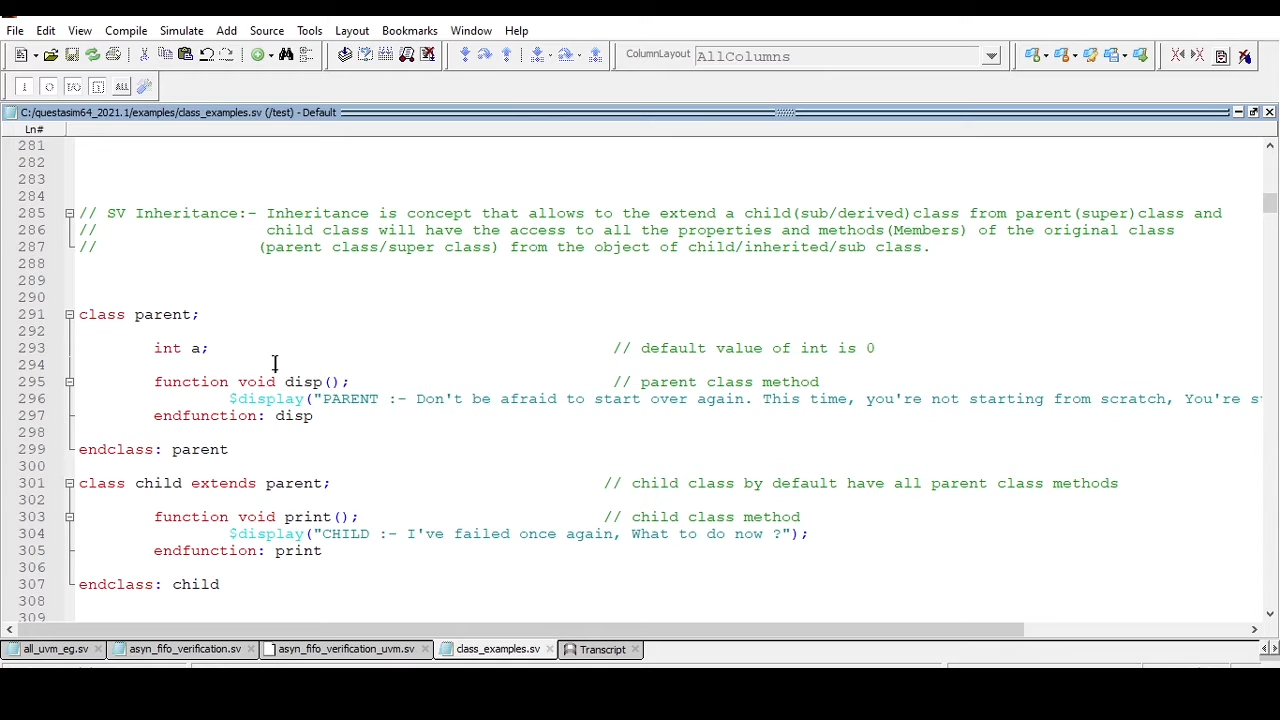 File Edit View Compile Simulate Add Source Tools Layout Bookmarks Window Help
ColumnLayout AllColumns
ALL
C:/questasim64_2021.1/examples/class_examples.sv (/test) - Default
Ln#
281
282
283
284
285 // SV Inheritance:- Inheritance is concept that allows to the extend a child(sub/derived)class from parent(super)class and
286 // child class will have the access to all the properties and methods(Members) of the original class
287 // (parent class/super class) from the object of child/inherited/sub class.
288
289
290
291 class parent;
292
293 int a; // default value of int is 0
294
295 function void disp(); // parent class method
296 $display("PARENT :- Don't be afraid to start over again. This time, you're not starting from scratch, You're
297 endfunction: disp
298
299 endclass: parent
300
301 class child extends parent; // child class by default have all parent class methods
302
303 function void print(); // child class method
304 $display("CHILD :- I've failed once again, What to do now ?");
305 endfunction: print
306
307 endclass: child
308
309
all_uvm_eg.sv asyn_fifo_verification.sv asyn_fifo_verification_uvm.sv class_examples.sv Transcript